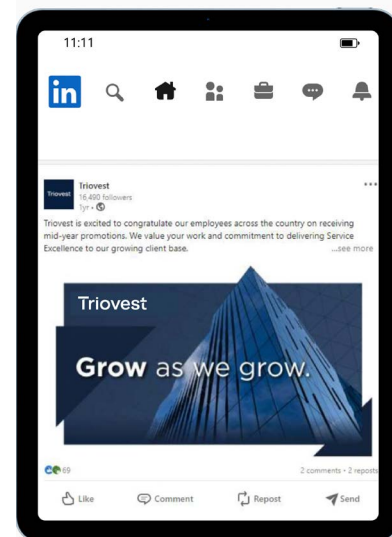 11:11
in
Triovest
Triovest
16,490 followers
1yr •
Triovest is excited to congratulate our employees across the country on receiving
mid-year promotions. We value your work and commitment to delivering Service
Excellence to our growing client base.
...see more
Triovest
Grow as we grow.
69
2 comments • 2 reposts
Like
Comment
Repost
Send